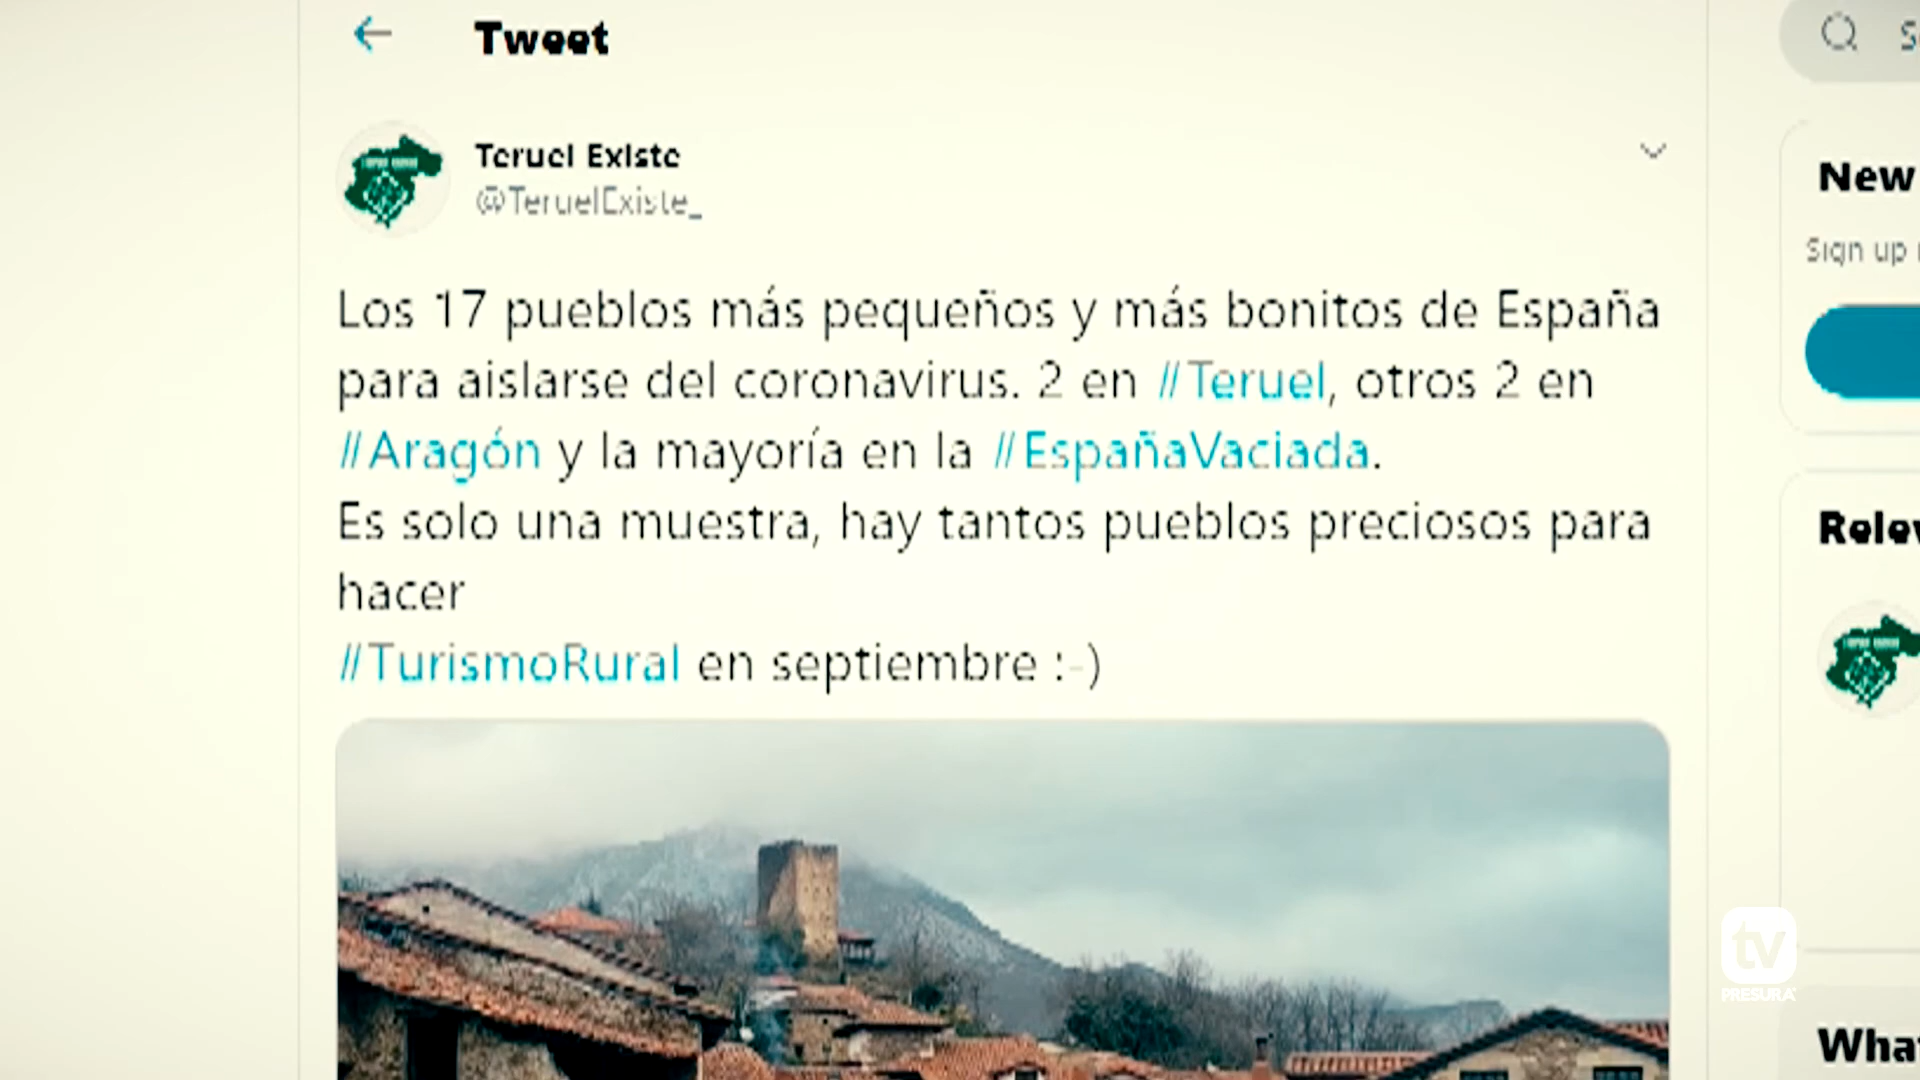 Tweet
Teruel Existe
@TeruelExiste_
Los 17 pueblos más pequeños y más bonitos de España
para aislarse del coronavirus. 2 en #Teruel, otros 2 en
#Aragón y la mayoría en la #EspañaVaciada.
Es solo una muestra, hay tantos pueblos preciosos para
hacer
#TurismoRural en septiembre :-)
New
Sign up
tv
PRESURA